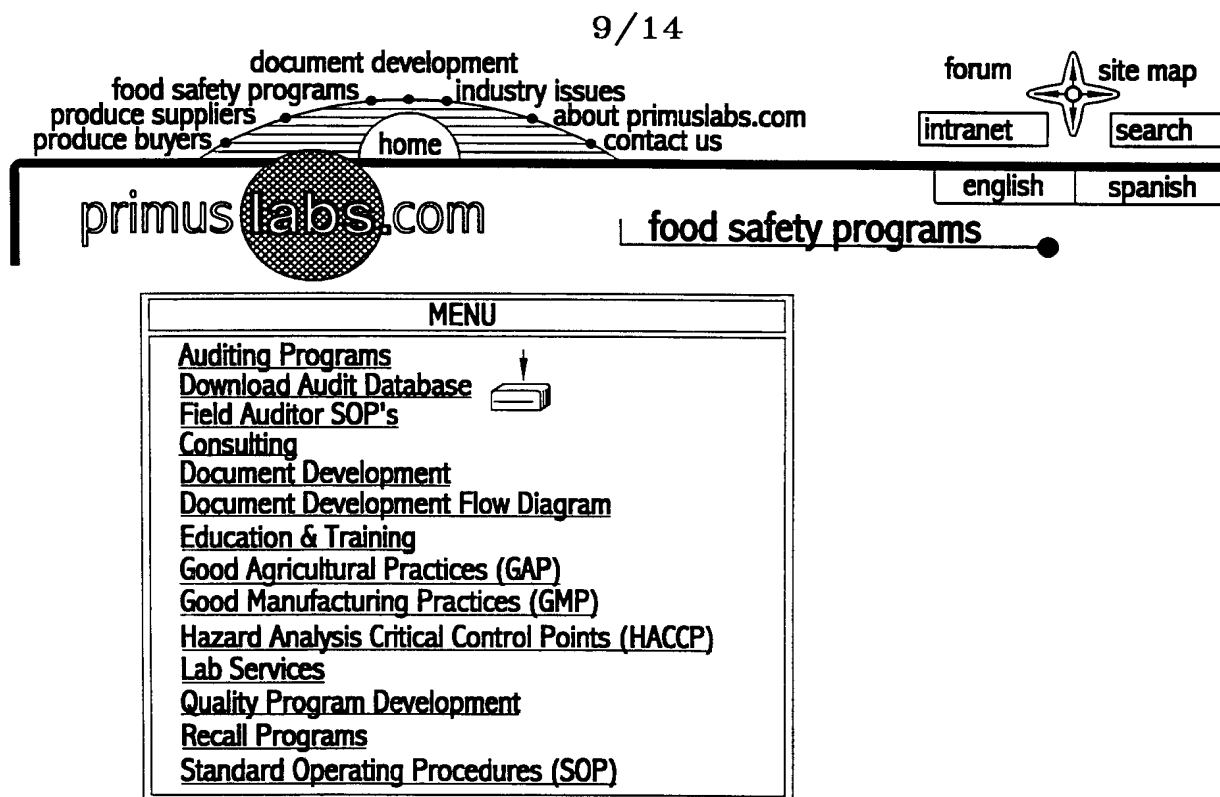 9/14
document development
food safety programs industry issues
produce suppliers about primuslabs.com
produce buyers home contact us
forum site map
intranet search
english spanish
primuslabs.com
food safety programs
MENU
Auditing Programs
Download Audit Database
Field Auditor SOP's
Consulting
Document Development
Document Development Flow Diagram
Education & Training
Good Agricultural Practices (GAP)
Good Manufacturing Practices (GMP)
Hazard Analysis Critical Control Points (HACCP)
Lab Services
Quality Program Development
Recall Programs
Standard Operating Procedures (SOP)